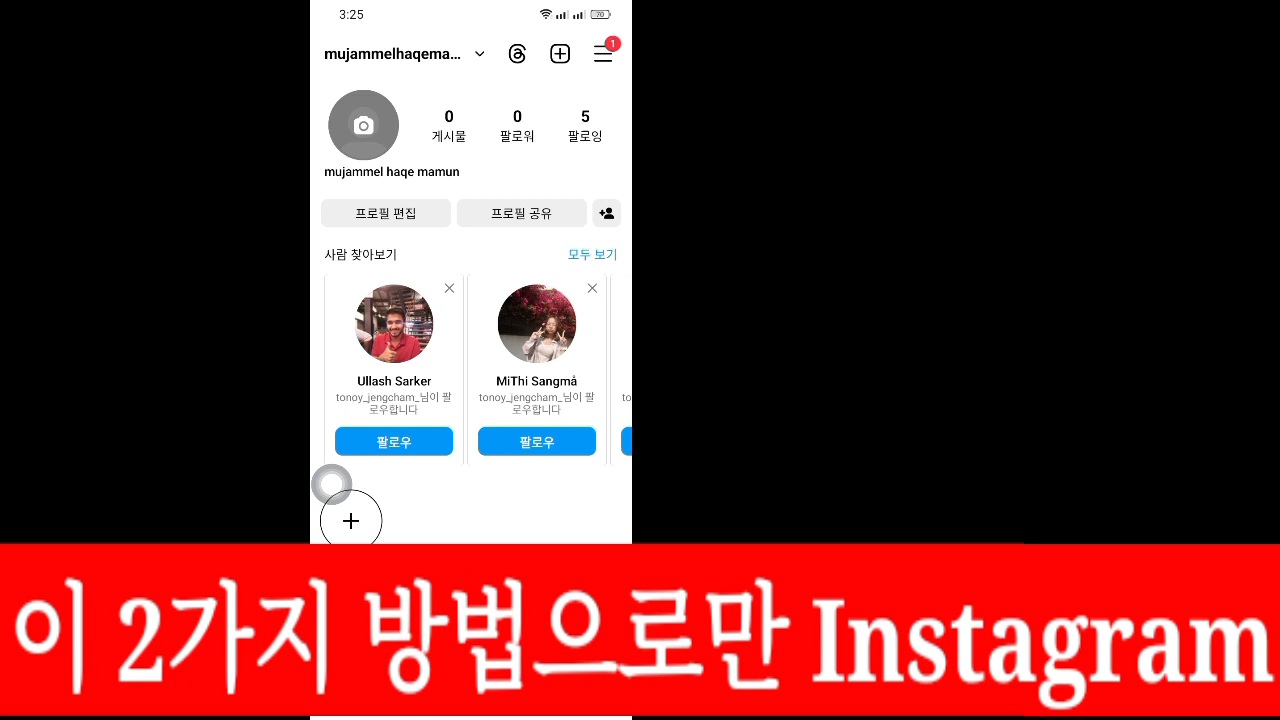 3:25
70
mujammelhaqema...
1
0 0 5
게시물 팔로워 팔로잉
mujammel haqe mamun
프로필 편집 프로필 공유
사람 찾아보기 모두 보기
Ullash Sarker MiThi Sangmå
tonoy_jengcham_님이 팔 tonoy_jengcham_님이 팔 to
로우합니다 로우합니다
팔로우 팔로우
이 2가지 방법으로만 Instagram